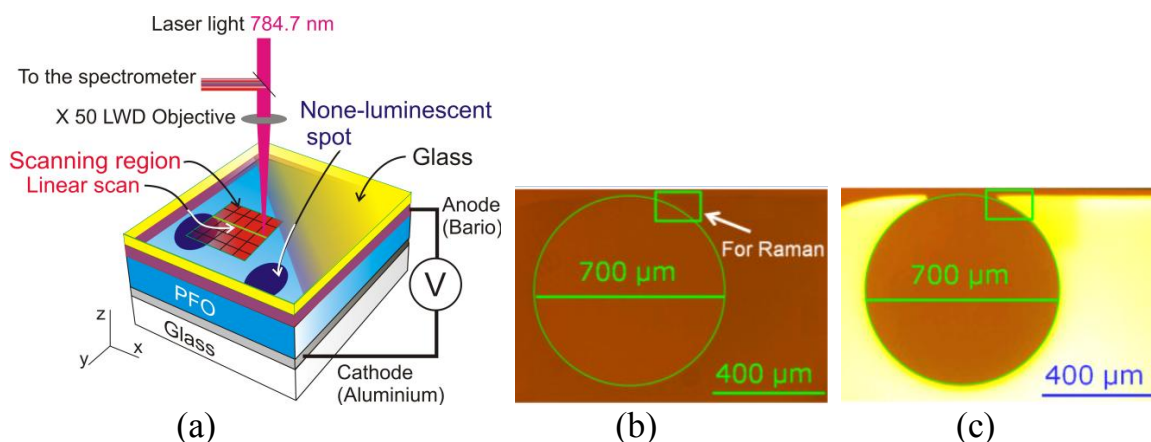 Laser light 784.7 nm
To the spectrometer
X 50 LWD Objective
None-luminescent
spot
Scanning region
Linear scan
Glass
Anode
(Bario)
V
PFO
Glass
z
y
x
Cathode
(Aluminium)
(a)
For Raman
700 µm
400 µm
(b)
700 µm
400 µm
(c)